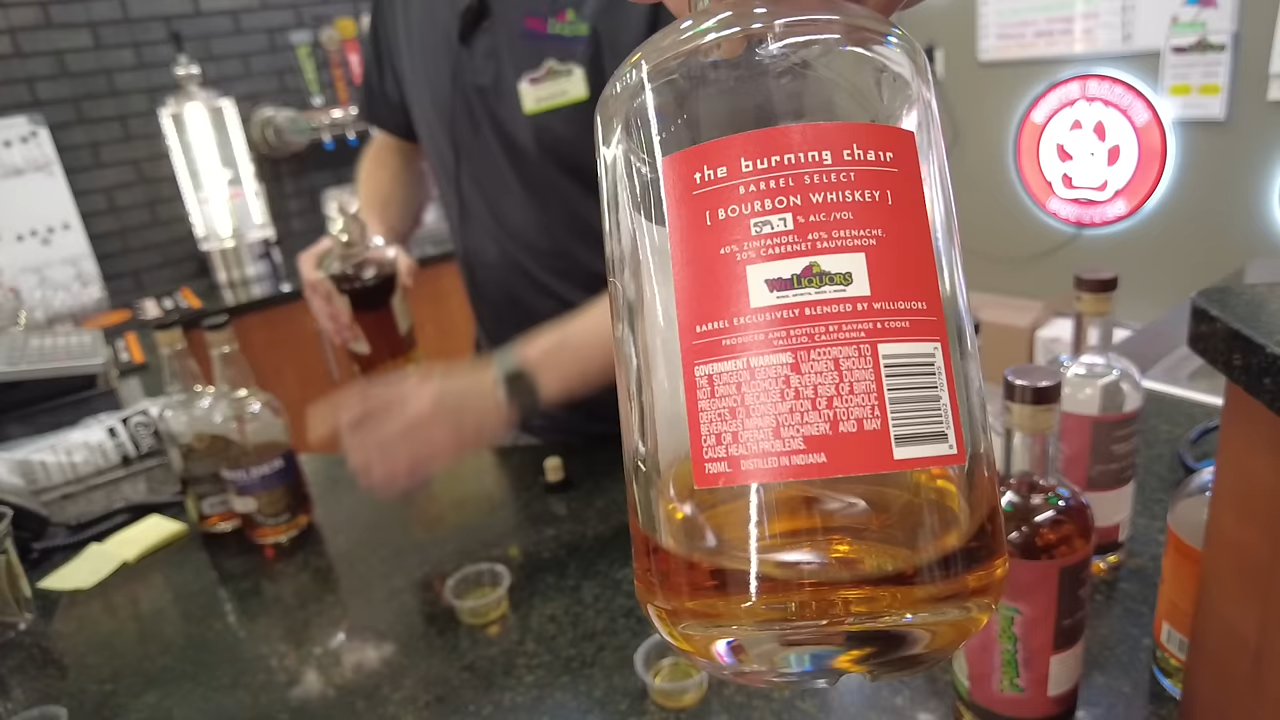 the burning chair
BARREL SELECT
[ BOURBON WHISKEY ]
59.7 % ALC./VOL
40% ZINFANDEL, 40% GRENACHE,
20% CABERNET SAUVIGNON
WILLIQUORS
BARREL EXCLUSIVELY BLENDED BY WILLIQUORS
PRODUCED AND BOTTLED BY SAVAGE & COOKE
VALLEJO, CALIFORNIA
GOVERNMENT WARNING: (1) ACCORDING TO
THE SURGEON GENERAL, WOMEN SHOULD
NOT DRINK ALCOHOLIC BEVERAGES DURING
PREGNANCY BECAUSE OF THE RISK OF BIRTH
DEFECTS. (2) CONSUMPTION OF ALCOHOLIC
BEVERAGES IMPAIRS YOUR ABILITY TO DRIVE A
CAR OR OPERATE MACHINERY, AND MAY
CAUSE HEALTH PROBLEMS.
750ML. DISTILLED IN INDIANA